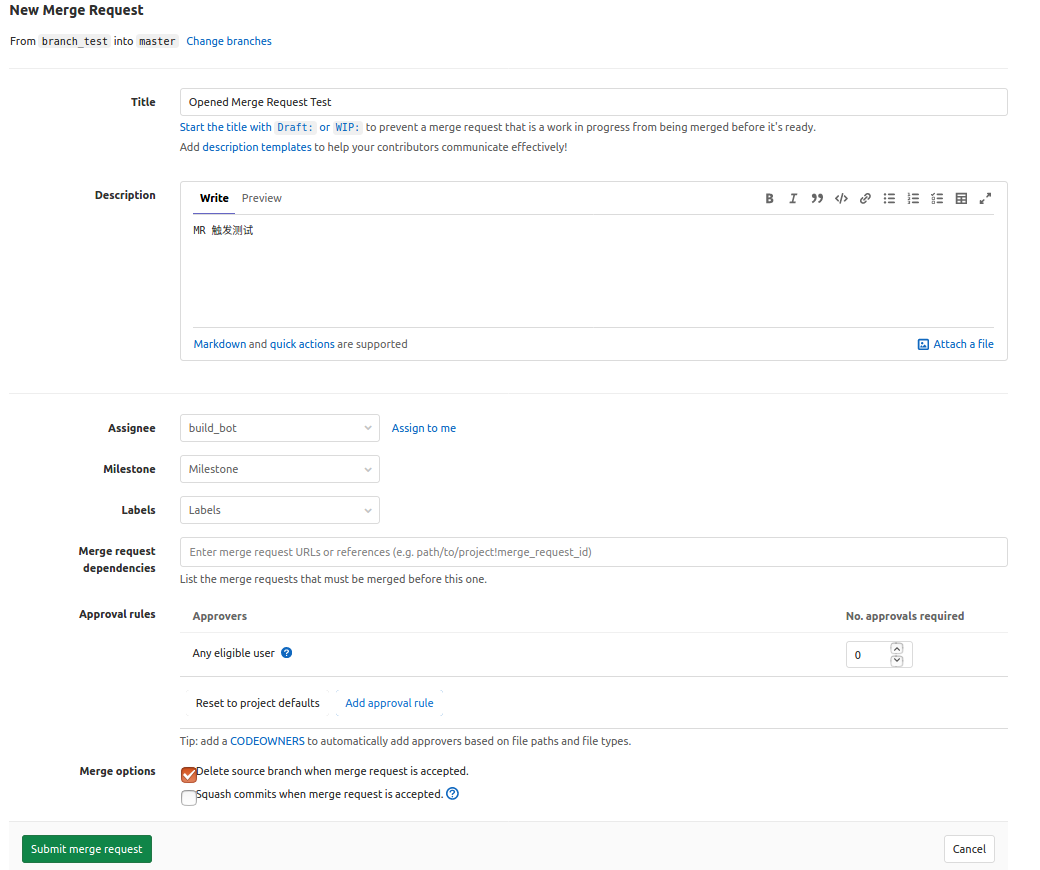 New Merge Request
From branch_test into master Change branches
Title
Opened Merge Request Test
Start the title with Draft: or WIP: to prevent a merge request that is a work in progress from being merged before it's ready.
Add description templates to help your contributors communicate effectively!
Description
Write Preview
MR 触发测试
Markdown and quick actions are supported
Attach a file
Assignee
build_bot
Assign to me
Milestone
Milestone
Labels
Labels
Merge request
dependencies
Enter merge request URLs or references (e.g. path/to/project!merge_request_id)
List the merge requests that must be merged before this one.
Approval rules
Approvers
No. approvals required
Any eligible user
0
Reset to project defaults
Add approval rule
Tip: add a CODEOWNERS to automatically add approvers based on file paths and file types.
Merge options
Delete source branch when merge request is accepted.
Squash commits when merge request is accepted.
Submit merge request
Cancel